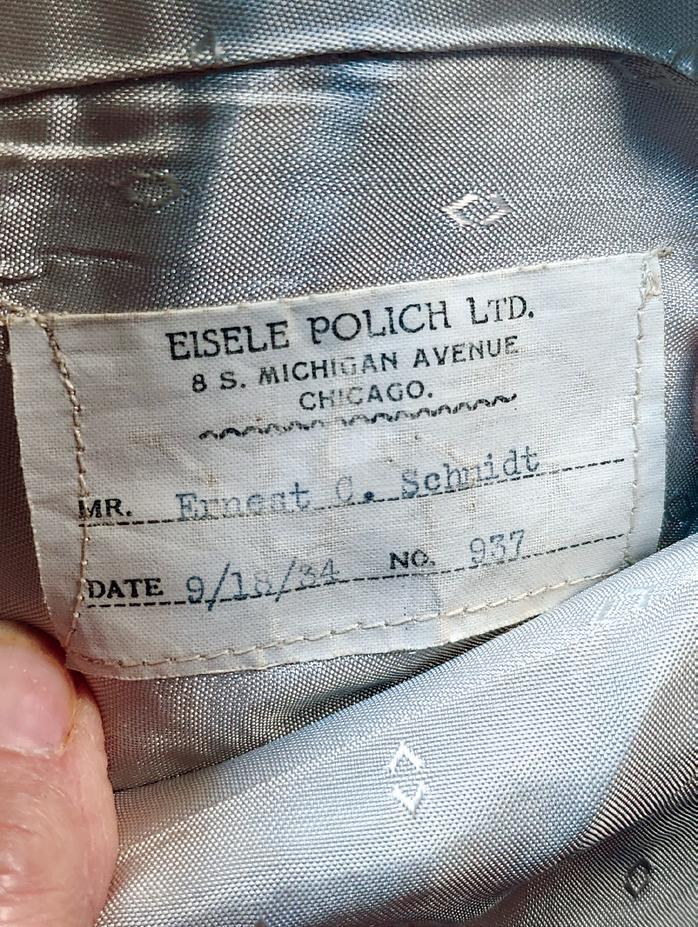 EISELE POLICH LTD.
8 S. MICHIGAN AVENUE
CHICAGO.
MR. Ernest C. Schmidt
DATE 9/18/34 NO. 937